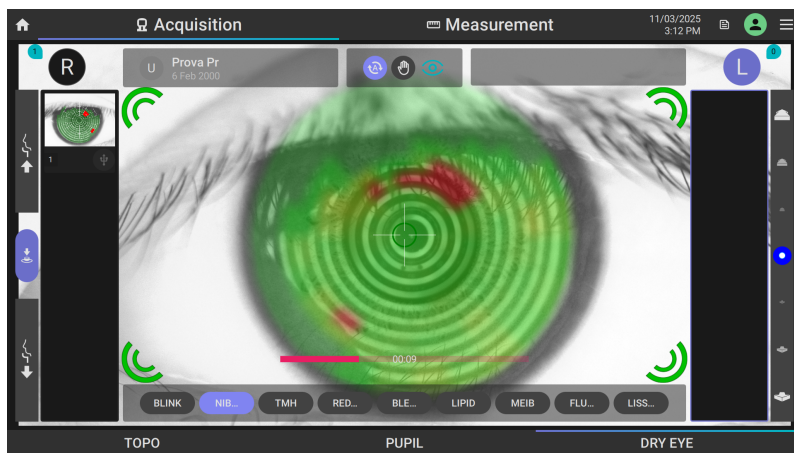 Acquisition
Measurement
11/03/2025
3:12 PM
1
R
U
Prova Pr
6 Feb 2000
A
L
0
1
00:09
BLINK
NIB...
TMH
RED...
BLE...
LIPID
MEIB
FLU...
LISS...
TOPO
PUPIL
DRY EYE